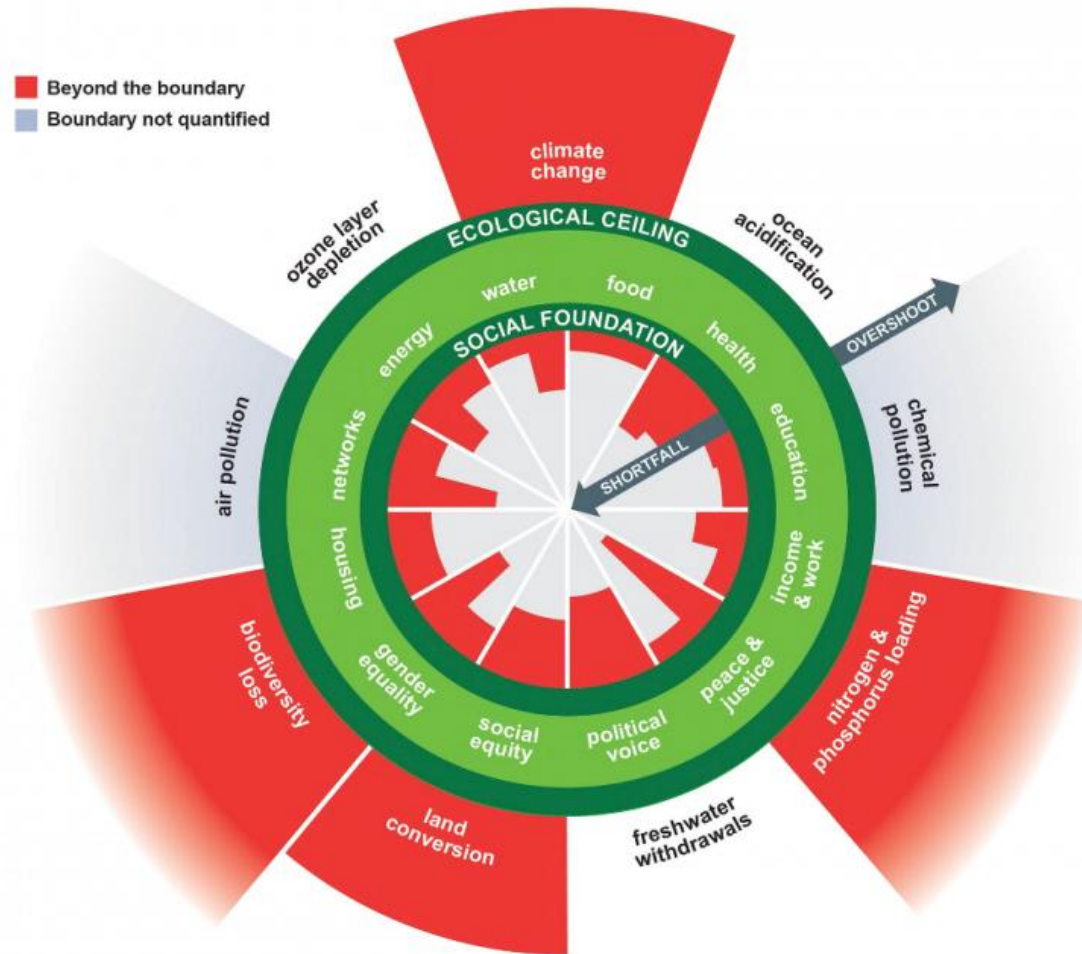 Beyond the boundary
Boundary not quantified
climate
change
ozone layer
depletion
ocean
acidification
ECOLOGICAL CEILING
OVERSHOOT
water
food
energy
health
SOCIAL FOUNDATION
SHORTFALL
networks
education
air pollution
chemical
pollution
housing
income
& work
biodiversity
loss
nitrogen &
phosphorus loading
gender
equality
peace &
justice
social
equity
political
voice
land
conversion
freshwater
withdrawals